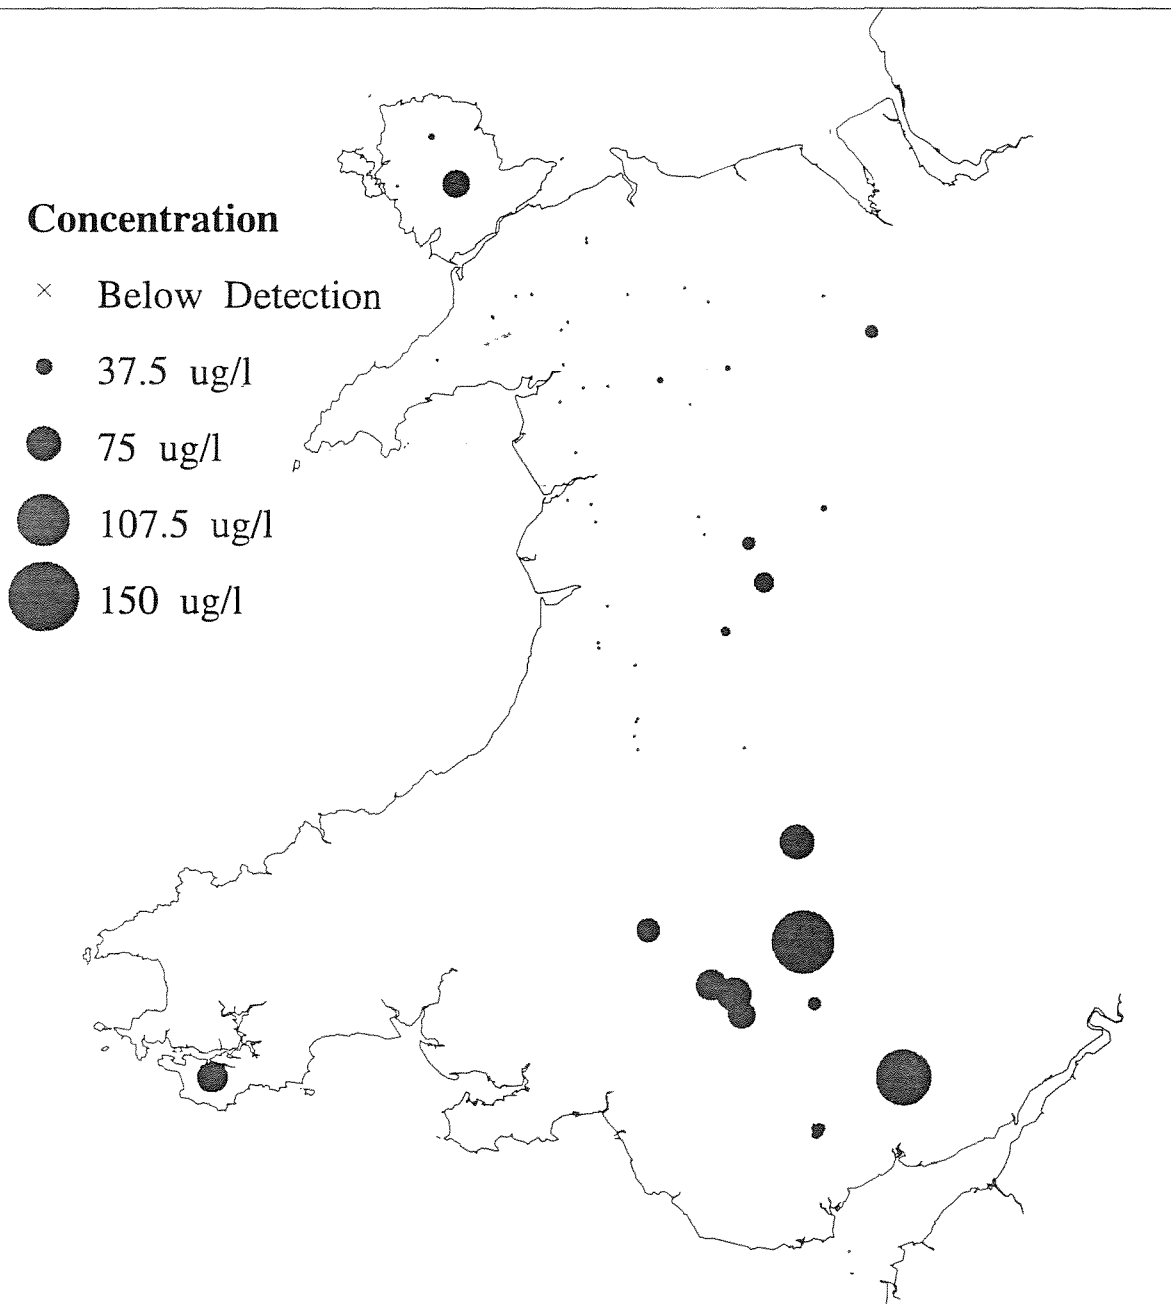 Concentration
× Below Detection
37.5 ug/l
75 ug/l
107.5 ug/l
150 ug/l